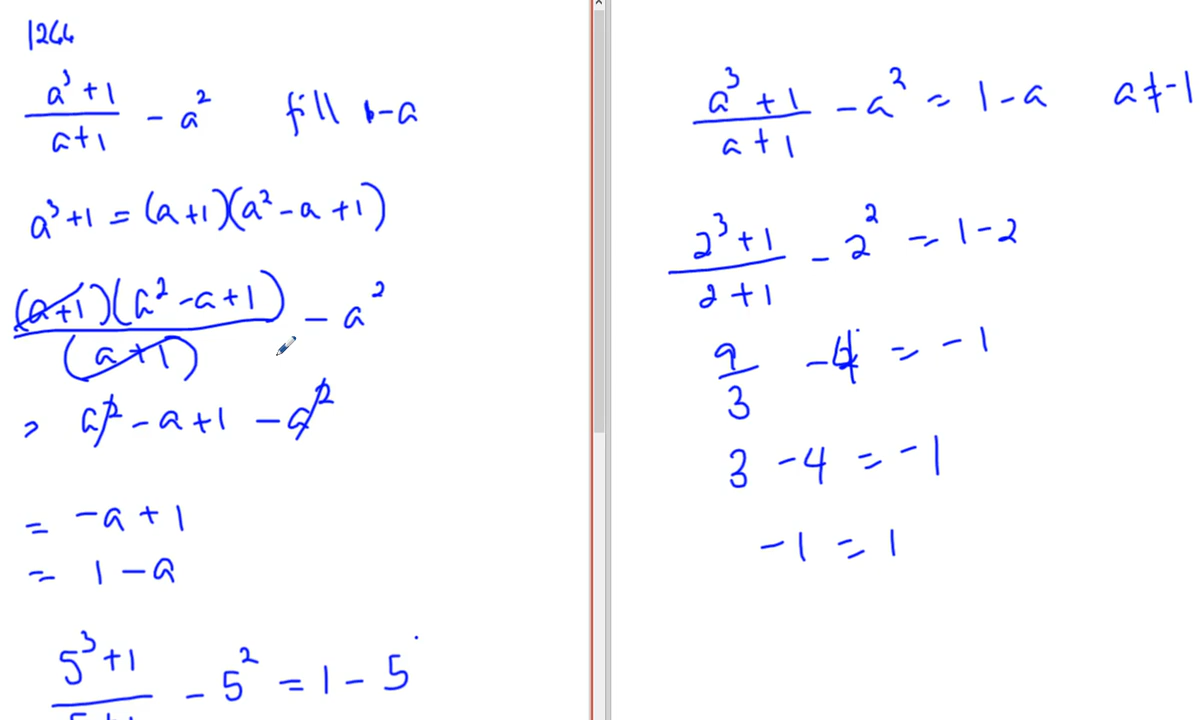 1266
a³ + 1 / a + 1 - a² fill 1 - a
a³ + 1 = (a + 1)(a² - a + 1)
(a + 1)(a² - a + 1) / (a + 1) - a²
= a² - a + 1 - a²
= -a + 1
= 1 - a
5³ + 1 / 5 + 1 - 5² = 1 - 5
a³ + 1 / a + 1 - a² = 1 - a a ≠ -1
2³ + 1 / 2 + 1 - 2² = 1 - 2
9 / 3 - 4 = -1
3 - 4 = -1
-1 = 1